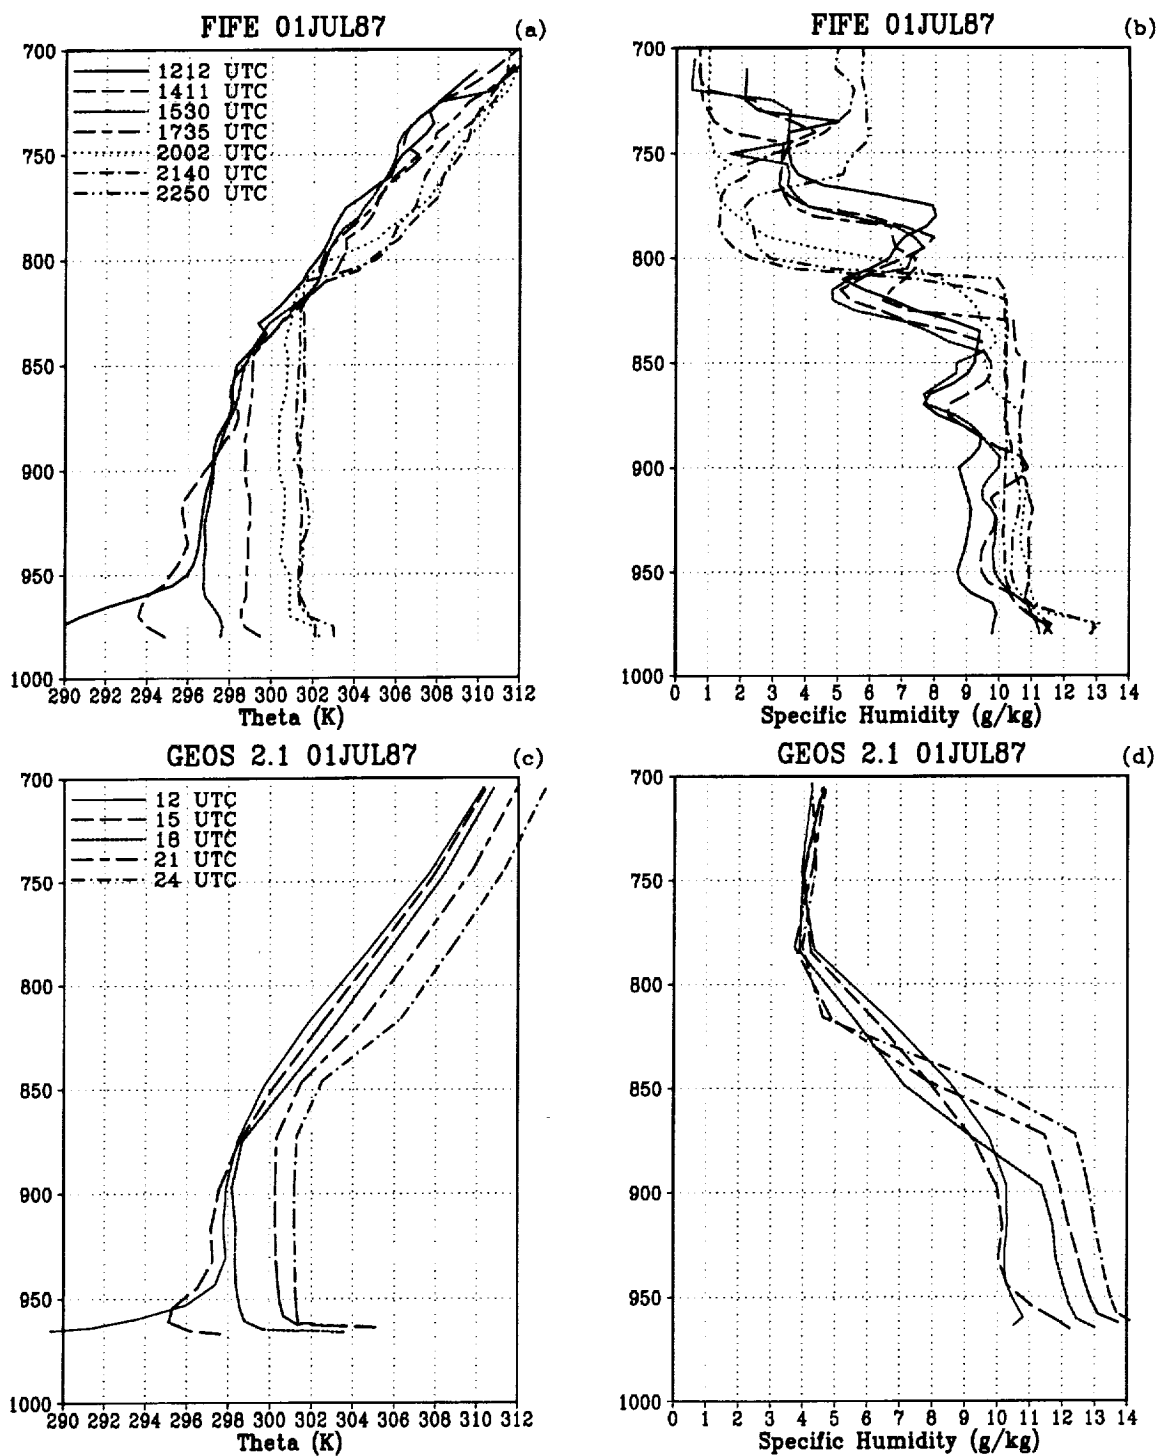 FIFE 01JUL87 (a)
700
750
800
850
900
950
1000
1212 UTC
1411 UTC
1530 UTC
1735 UTC
2002 UTC
2140 UTC
2250 UTC
290 292 294 296 298 300 302 304 306 308 310 312
Theta (K)
FIFE 01JUL87 (b)
700
750
800
850
900
950
1000
0 1 2 3 4 5 6 7 8 9 10 11 12 13 14
Specific Humidity (g/kg)
GEOS 2.1 01JUL87 (c)
700
750
800
850
900
950
1000
12 UTC
15 UTC
18 UTC
21 UTC
24 UTC
290 292 294 296 298 300 302 304 306 308 310 312
Theta (K)
GEOS 2.1 01JUL87 (d)
700
750
800
850
900
950
1000
0 1 2 3 4 5 6 7 8 9 10 11 12 13 14
Specific Humidity (g/kg)